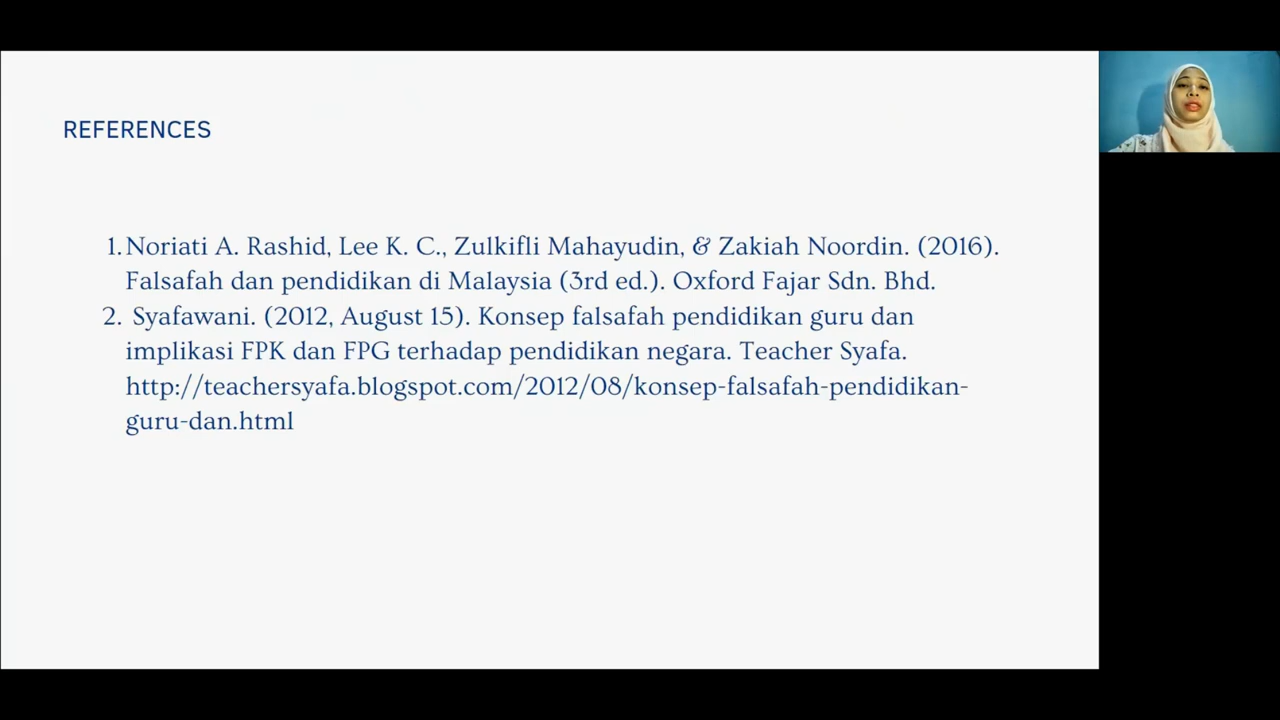 REFERENCES
1. Noriati A. Rashid, Lee K. C., Zulkifli Mahayudin, & Zakiah Noordin. (2016).
Falsafah dan pendidikan di Malaysia (3rd ed.). Oxford Fajar Sdn. Bhd.
2. Syafawani. (2012, August 15). Konsep falsafah pendidikan guru dan
implikasi FPK dan FPG terhadap pendidikan negara. Teacher Syafa.
http://teachersyafa.blogspot.com/2012/08/konsep-falsafah-pendidikan-
guru-dan.html